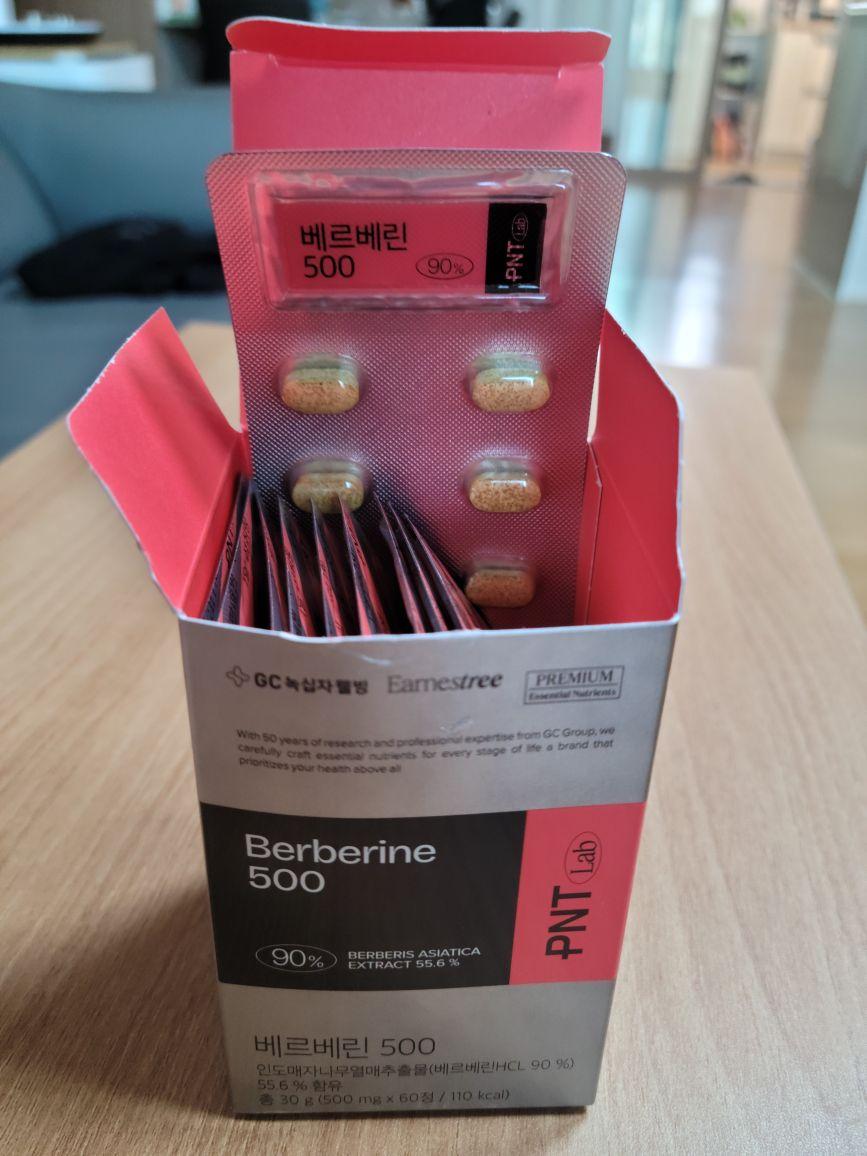 베르베린
500
90%
PNT Lab
PNT
GC녹십자웰빙
Earnestree
PREMIUM
Essential Nutrients
With 50 years of research and professional expertise from GC Group, we
carefully craft essential nutrients for every stage of life a brand that
prioritizes your health above all
Berberine
500
90%
BERBERIS ASIATICA
EXTRACT 55.6 %
PNT Lab
베르베린 500
인도매자나무열매추출물(베르베린HCL 90 %)
55.6 % 함유
총 30 g (500 mg x 60정 / 110 kcal)